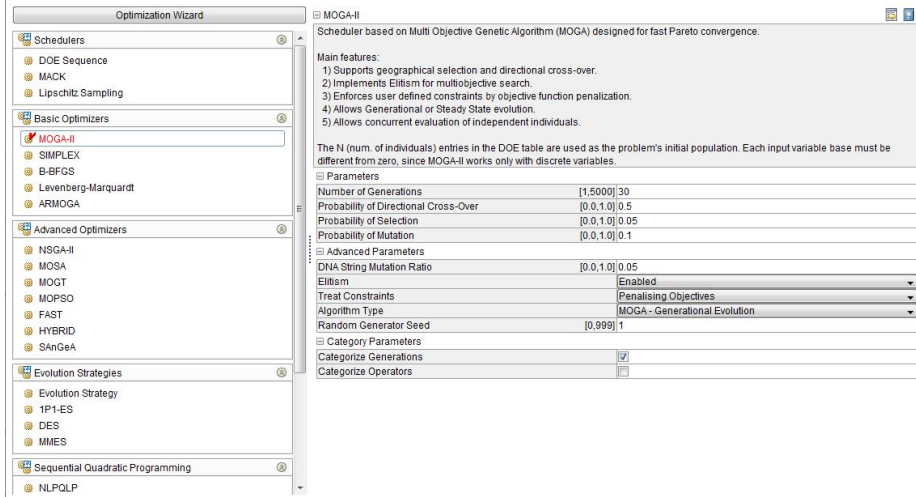 Optimization Wizard
Schedulers
DOE Sequence
MACK
Lipschitz Sampling
Basic Optimizers
MOGA-II
SIMPLEX
B-BFGS
Levenberg-Marquardt
ARMOGA
Advanced Optimizers
NSGA-II
MOSA
MOGT
MOPSO
FAST
HYBRID
SAnGeA
Evolution Strategies
Evolution Strategy
1P1-ES
DES
MMES
Sequential Quadratic Programming
NLPQLP
MOGA-II
Scheduler based on Multi Objective Genetic Algorithm (MOGA) designed for fast Pareto convergence.
Main features:
1) Supports geographical selection and directional cross-over.
2) Implements Elitism for multiobjective search.
3) Enforces user defined constraints by objective function penalization.
4) Allows Generational or Steady State evolution.
5) Allows concurrent evaluation of independent individuals.
The N (num. of individuals) entries in the DOE table are used as the problem's initial population. Each input variable base must be
different from zero, since MOGA-II works only with discrete variables.
Parameters
Number of Generations [1,5000] 30
Probability of Directional Cross-Over [0.0,1.0] 0.5
Probability of Selection [0.0,1.0] 0.05
Probability of Mutation [0.0,1.0] 0.1
Advanced Parameters
DNA String Mutation Ratio [0.0,1.0] 0.05
Elitism Enabled
Treat Constraints Penalising Objectives
Algorithm Type MOGA - Generational Evolution
Random Generator Seed [0,999] 1
Category Parameters
Categorize Generations
Categorize Operators